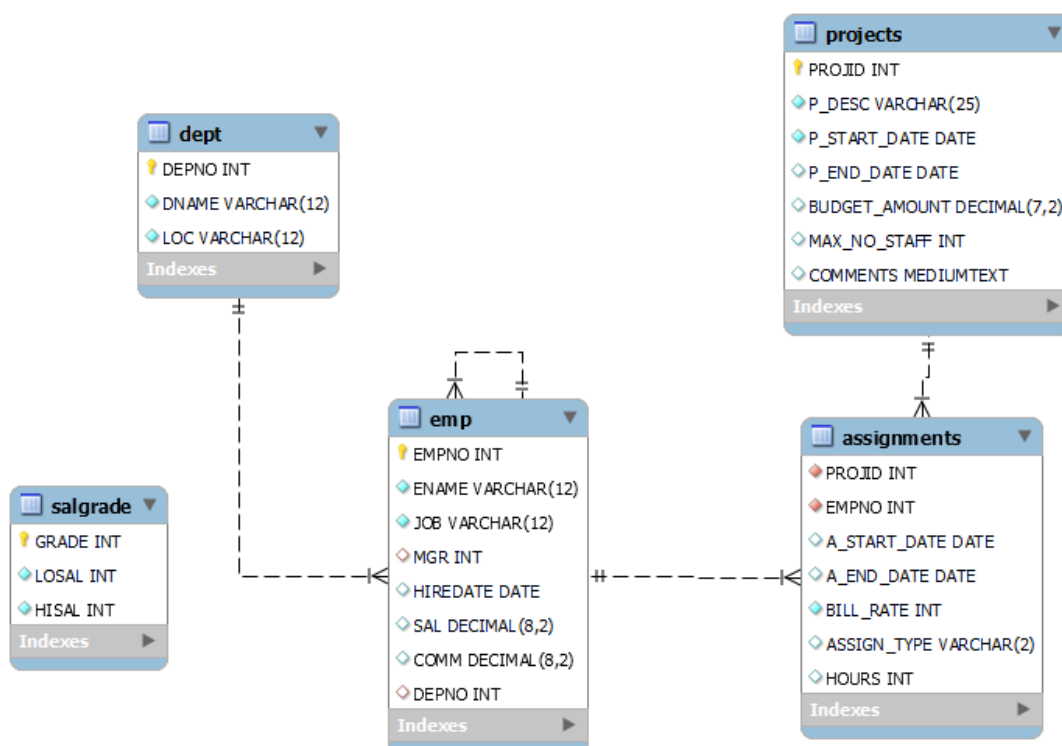 projects
PROJID INT
P_DESC VARCHAR(25)
P_START_DATE DATE
P_END_DATE DATE
BUDGET_AMOUNT DECIMAL(7,2)
MAX_NO_STAFF INT
COMMENTS MEDIUMTEXT
Indexes
dept
DEPNO INT
DNAME VARCHAR(12)
LOC VARCHAR(12)
Indexes
emp
EMPNO INT
ENAME VARCHAR(12)
JOB VARCHAR(12)
MGR INT
HIREDATE DATE
SAL DECIMAL(8,2)
COMM DECIMAL(8,2)
DEPNO INT
assignments
PROJID INT
EMPNO INT
A_START_DATE DATE
A_END_DATE DATE
BILL_RATE INT
ASSIGN_TYPE VARCHAR(2)
HOURS INT
Indexes
salgrade
GRADE INT
LOSAL INT
HISAL INT
Indexes
Indexes